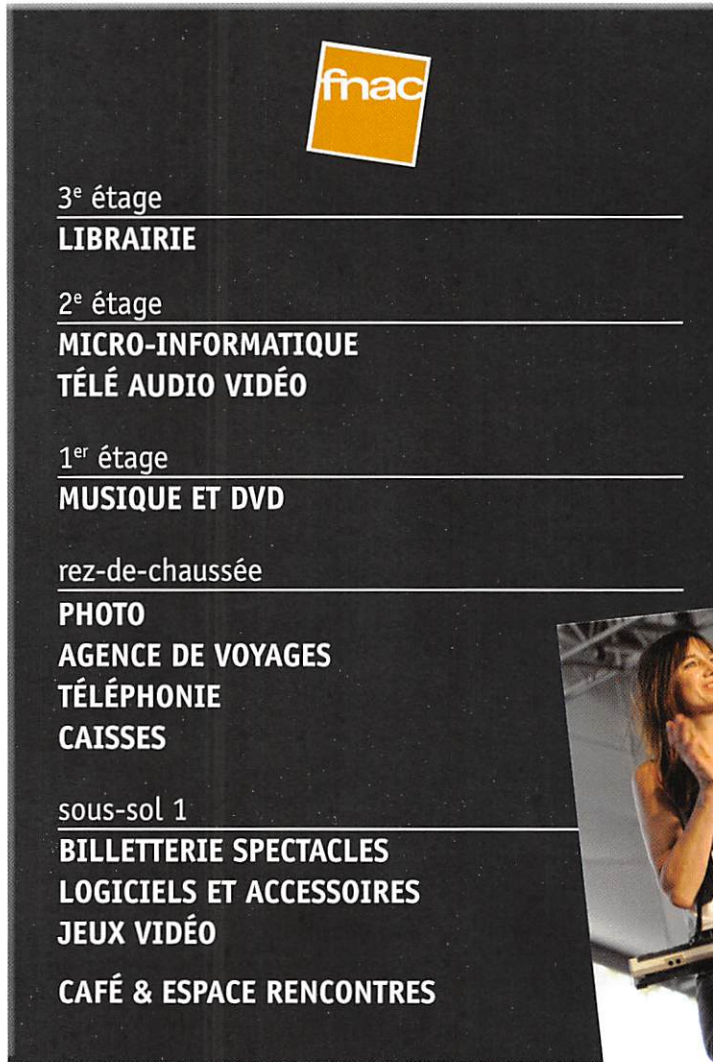 fnac
3e étage
LIBRAIRIE
2e étage
MICRO-INFORMATIQUE
TÉLÉ AUDIO VIDÉO
1er étage
MUSIQUE ET DVD
rez-de-chaussée
PHOTO
AGENCE DE VOYAGES
TÉLÉPHONIE
CAISSES
sous-sol 1
BILLETTERIE SPECTACLES
LOGICIELS ET ACCESSOIRES
JEUX VIDÉO
CAFÉ & ESPACE RENCONTRES